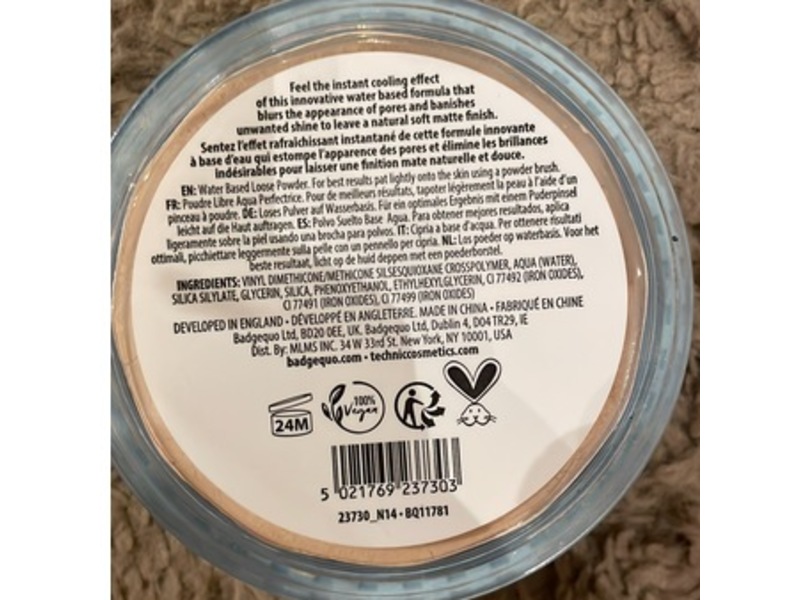 Feel the instant cooling effect
of this innovative water based formula that
blurs the appearance of pores and banishes
unwanted shine to leave a natural soft matte finish.
Sentez l'effet rafraîchissant instantané de cette formule innovante
à base d'eau qui estompe l'apparence des pores et élimine les brillances
indésirables pour laisser une finition mate naturelle et douce.
EN: Water Based Loose Powder. For best results pat lightly onto the skin using a powder brush.
FR: Poudre Libre Aqua Perfectrice. Pour de meilleurs résultats, tapoter légèrement la peau à l'aide d'un
pinceau à poudre. DE: Loses Pulver auf Wasserbasis. Für ein optimales Ergebnis mit einem Puderpinsel
leicht auf die Haut auftragen. ES: Polvo Suelto Base Agua. Para obtener mejores resultados, aplica
ligeramente sobre la piel usando una brocha para polvos. IT: Cipria a base d'acqua. Per ottenere risultati
ottimali, picchiettare leggermente sulla pelle con un pennello per cipria. NL: Los poeder op waterbasis. Voor het
beste resultaat, licht op de huid deppen met een poederborstel.
INGREDIENTS: VINYL DIMETHICONE/METHICONE SILSESQUIOXANE CROSSPOLYMER, AQUA (WATER),
SILICA SILYLATE, GLYCERIN, SILICA, PHENOXYETHANOL, ETHYLHEXYLGLYCERIN, CI 77492 (IRON OXIDES),
CI 77491 (IRON OXIDES), CI 77499 (IRON OXIDES)
DEVELOPED IN ENGLAND • DÉVELOPPÉ EN ANGLETERRE. MADE IN CHINA • FABRIQUÉ EN CHINE
Badgequo Ltd, BD20 0EE, UK. Badgequo Ltd, Dublin 4, D04 TR29, IE
Dist. By: MLMS INC. 34 W 33rd St. New York, NY 10001, USA
badgequo.com • techniccosmetics.com
24M
100%
Vegan
5 021769 237303
23730_N14 • BQ11781